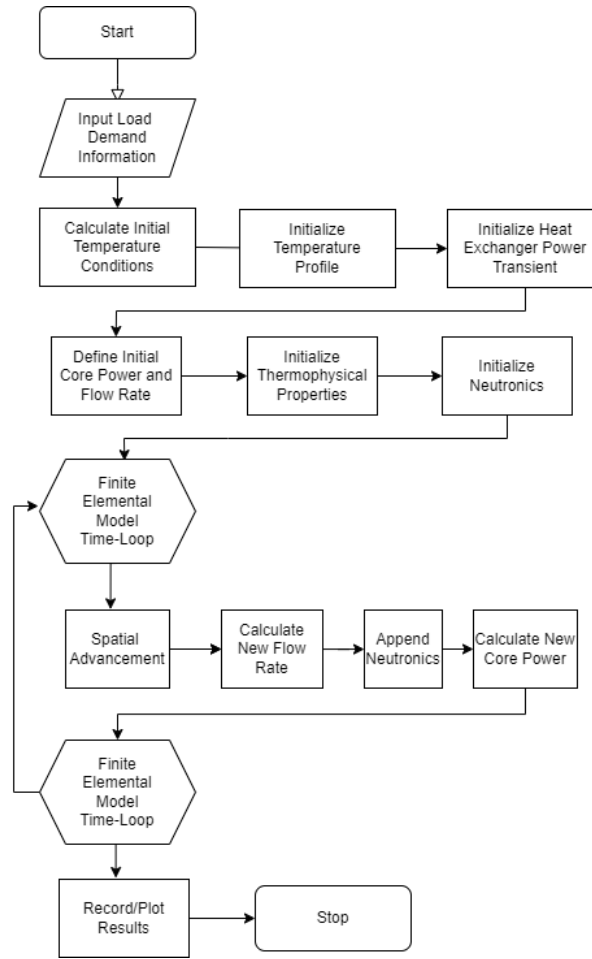 Start
Input Load
Demand
Information
Calculate Initial
Temperature
Conditions
Initialize
Temperature
Profile
Initialize Heat
Exchanger Power
Transient
Define Initial
Core Power and
Flow Rate
Initialize
Thermophysical
Properties
Initialize
Neutronics
Finite
Elemental
Model
Time-Loop
Spatial
Advancement
Calculate
New Flow
Rate
Append
Neutronics
Calculate New
Core Power
Finite
Elemental
Model
Time-Loop
Record/Plot
Results
Stop